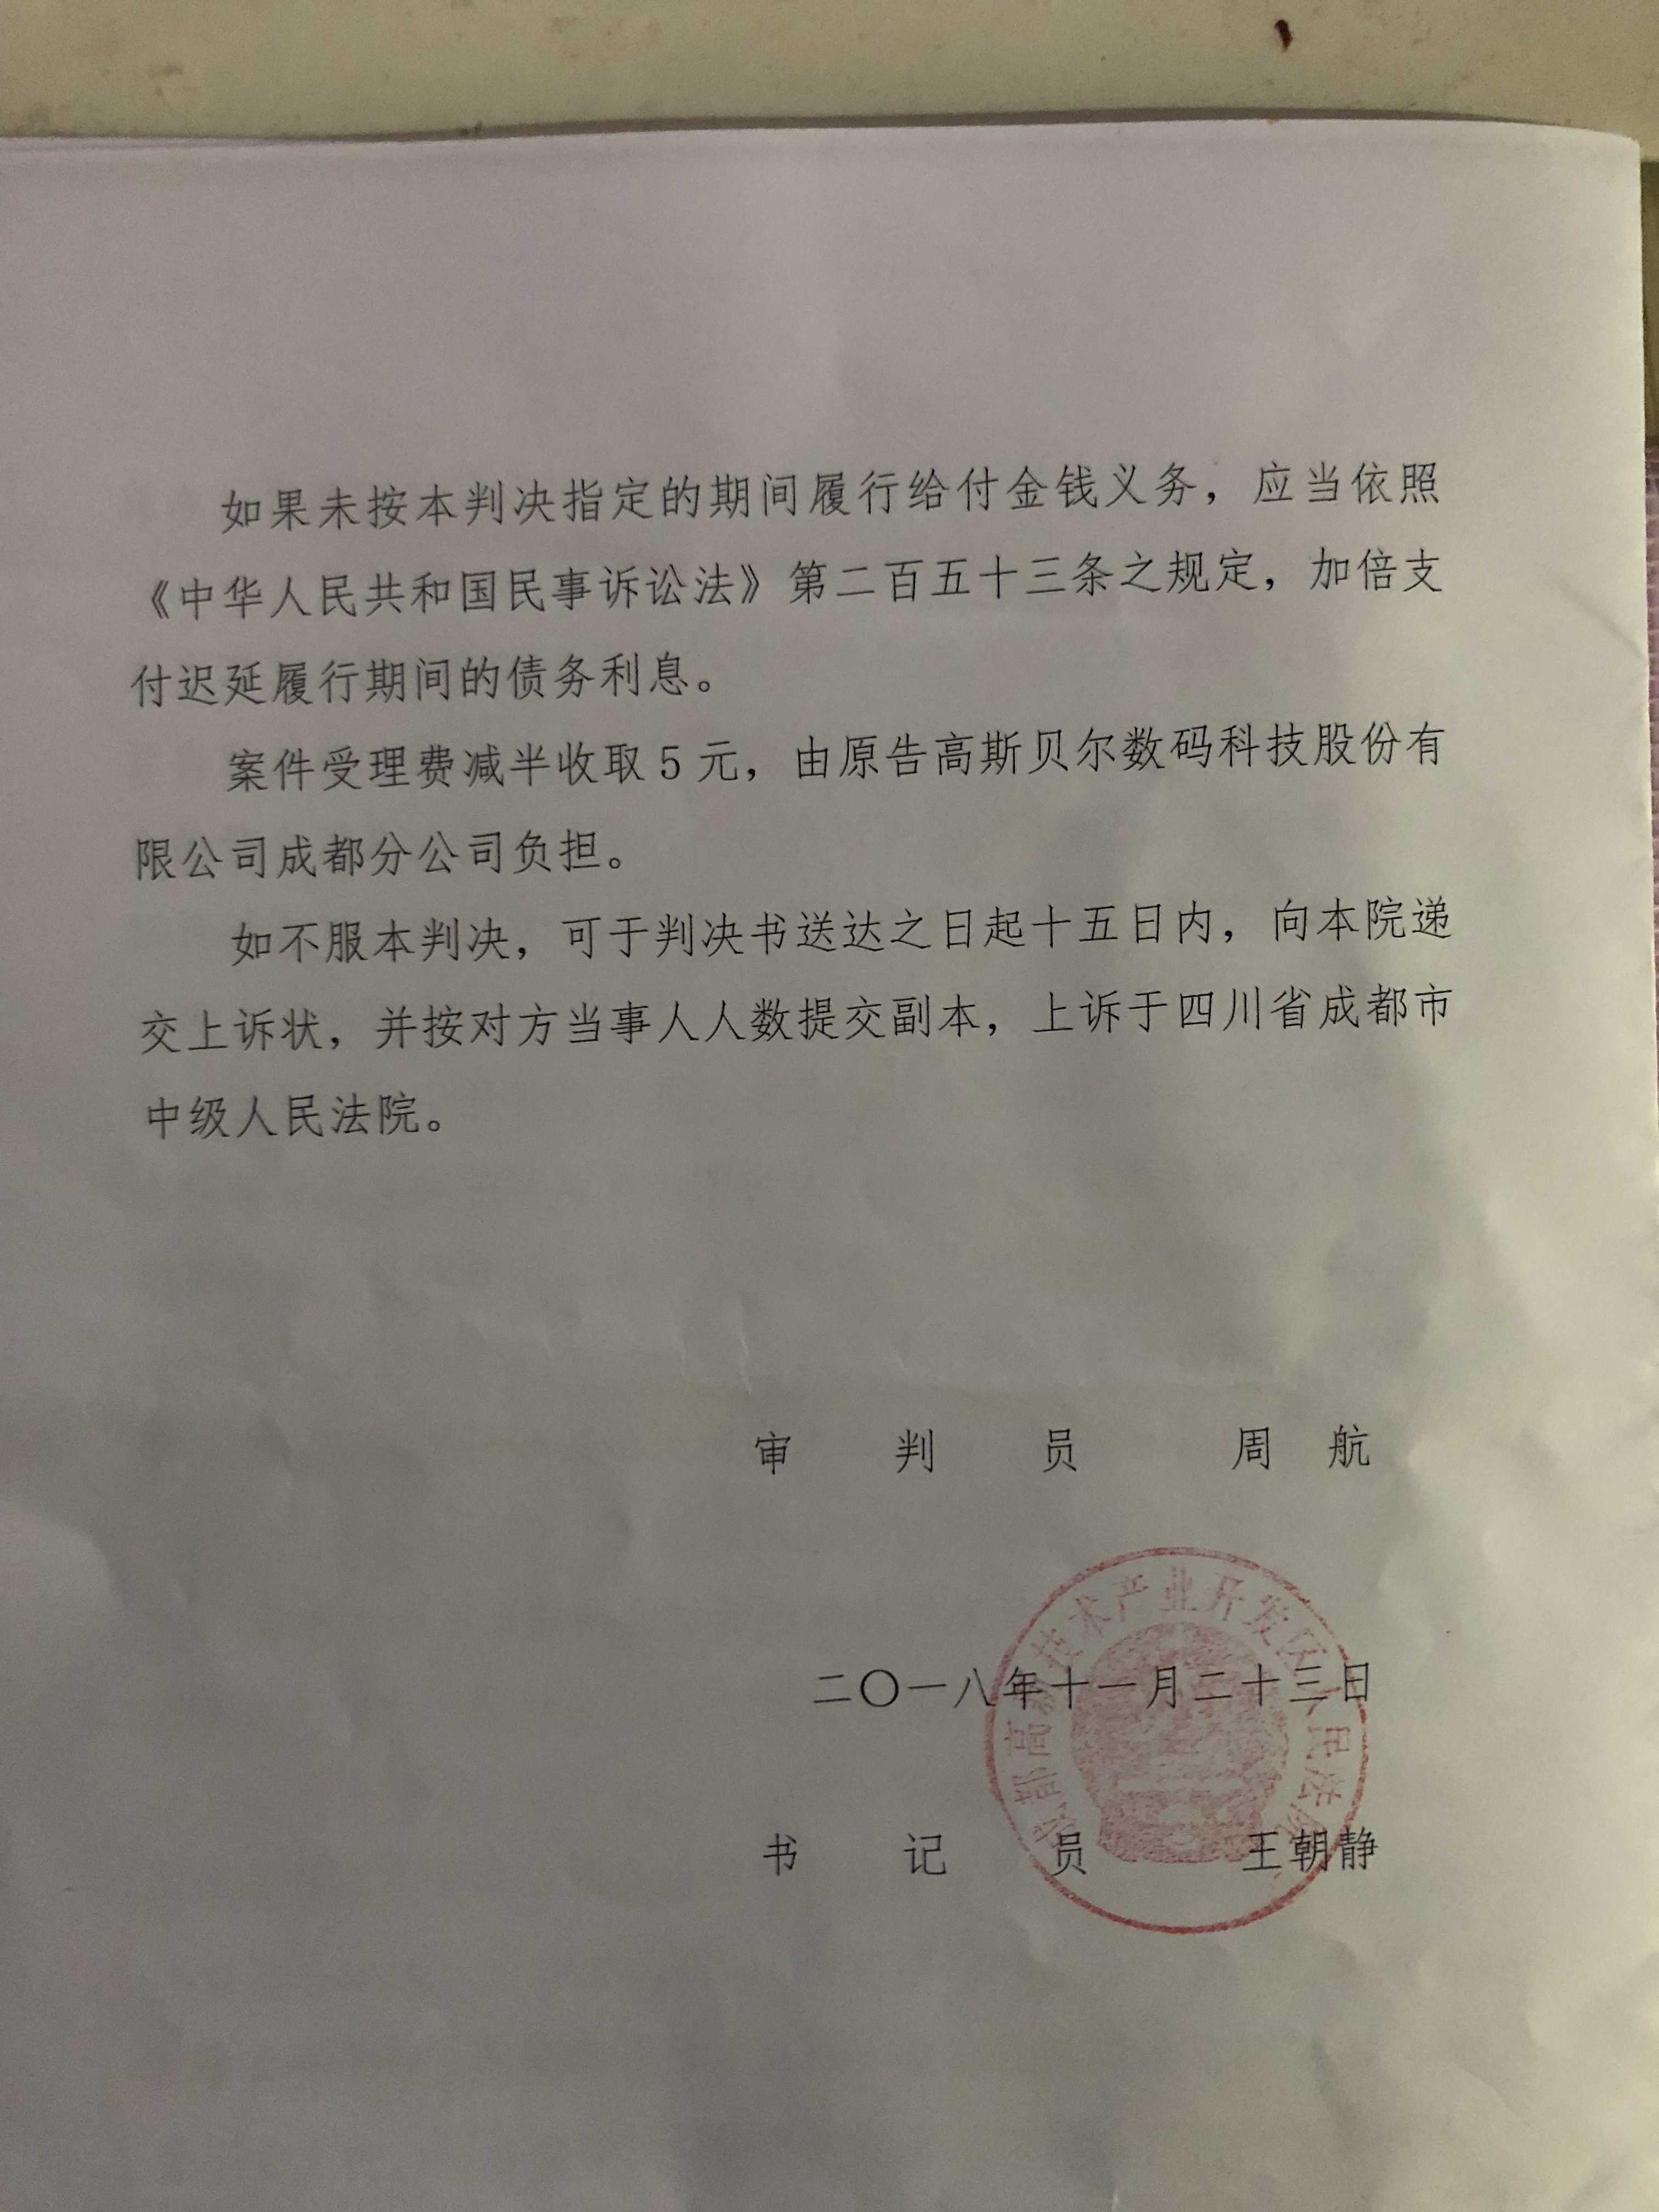 如果未按本判决指定的期间履行给付金钱义务，应当依照
《中华人民共和国民事诉讼法》第二百五十三条之规定，加倍支
付迟延履行期间的债务利息。
案件受理费减半收取5元，由原告高斯贝尔数码科技股份有
限公司成都分公司负担。
如不服本判决，可于判决书送达之日起十五日内，向本院递
交上诉状，并按对方当事人人数提交副本，上诉于四川省成都市
中级人民法院。
审 判 员 周 航
二〇一八年十一月二十三日
书 记 员 王朝静
都高 技术产业开发区人民法院